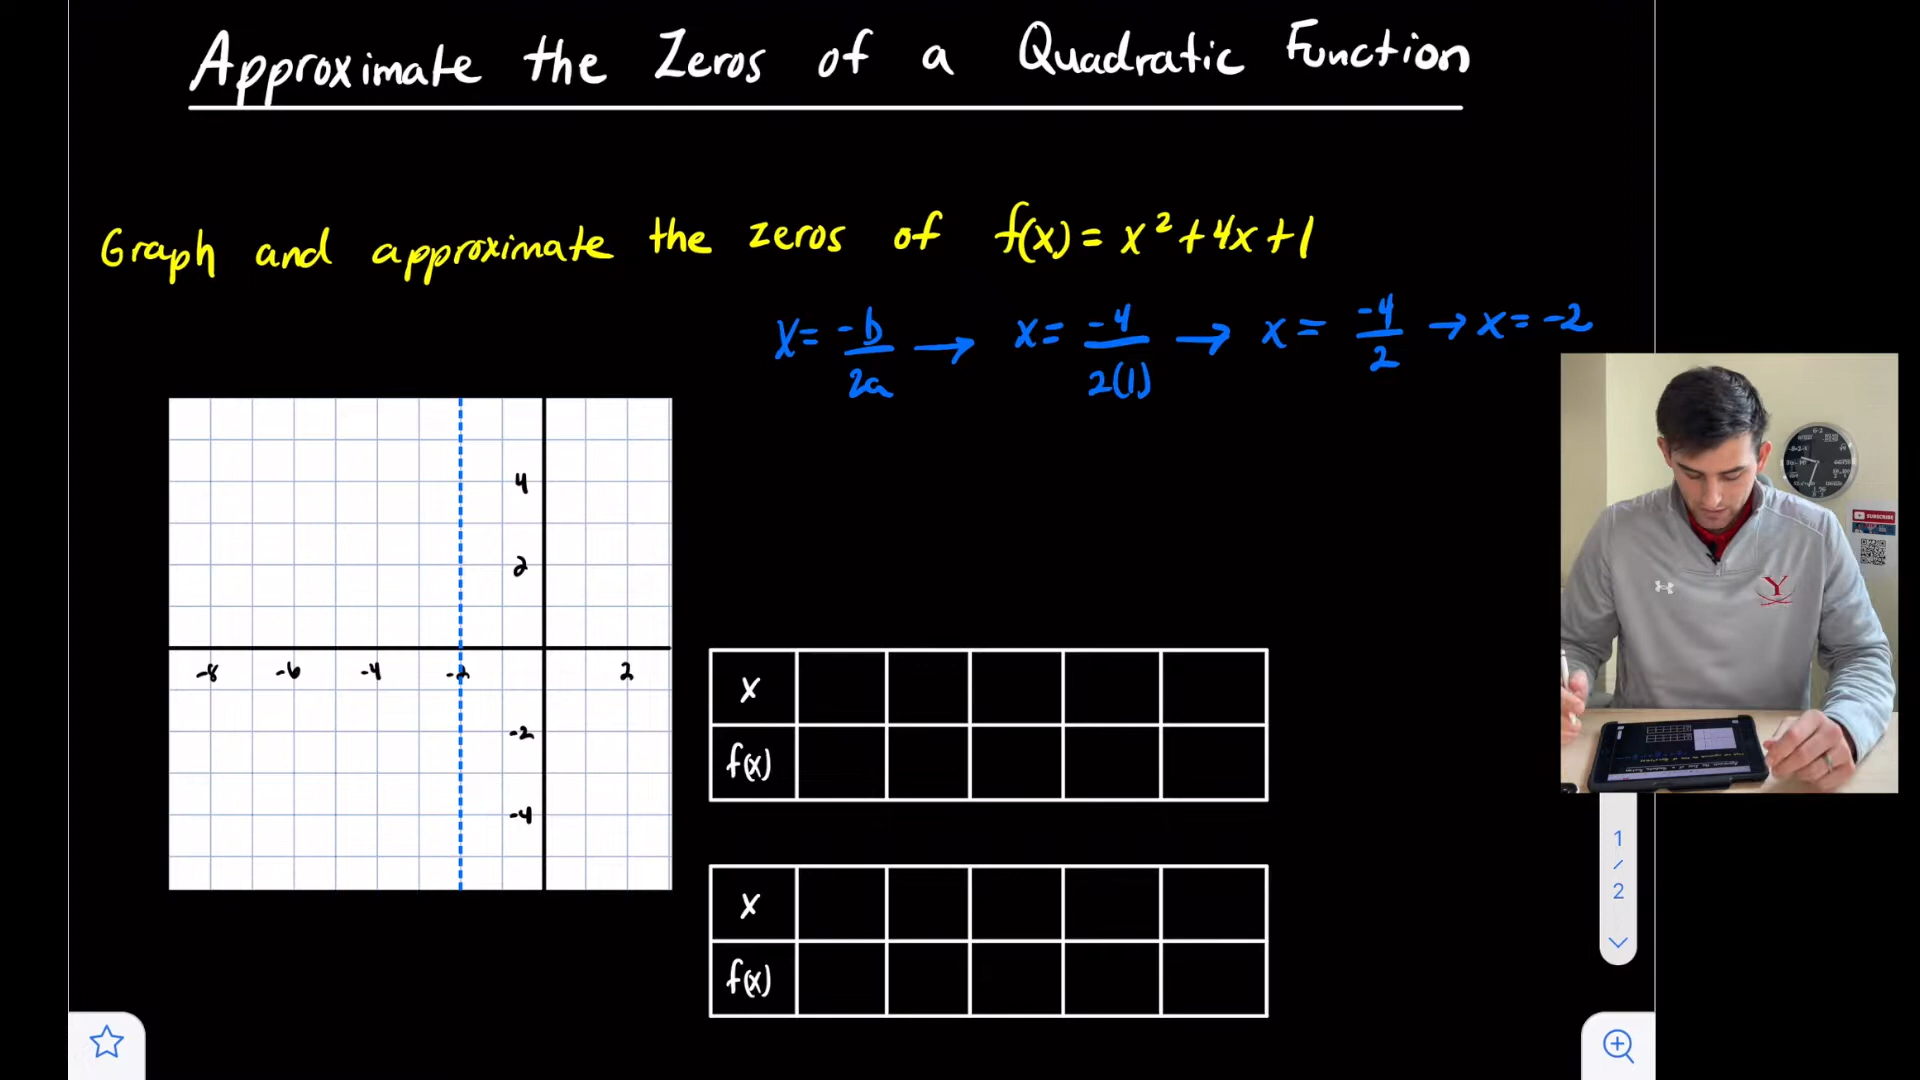 Approximate the Zeros of a Quadratic Function
Graph and approximate the zeros of f(x) = x² + 4x + 1
x = -b/2a → x = -4/2(1) → x = -4/2 → x = -2
4
2
-8 -6 -4 -2 2
-2
-4
x
f(x)
x
f(x)
SUBSCRIBE
Y
1
/
2